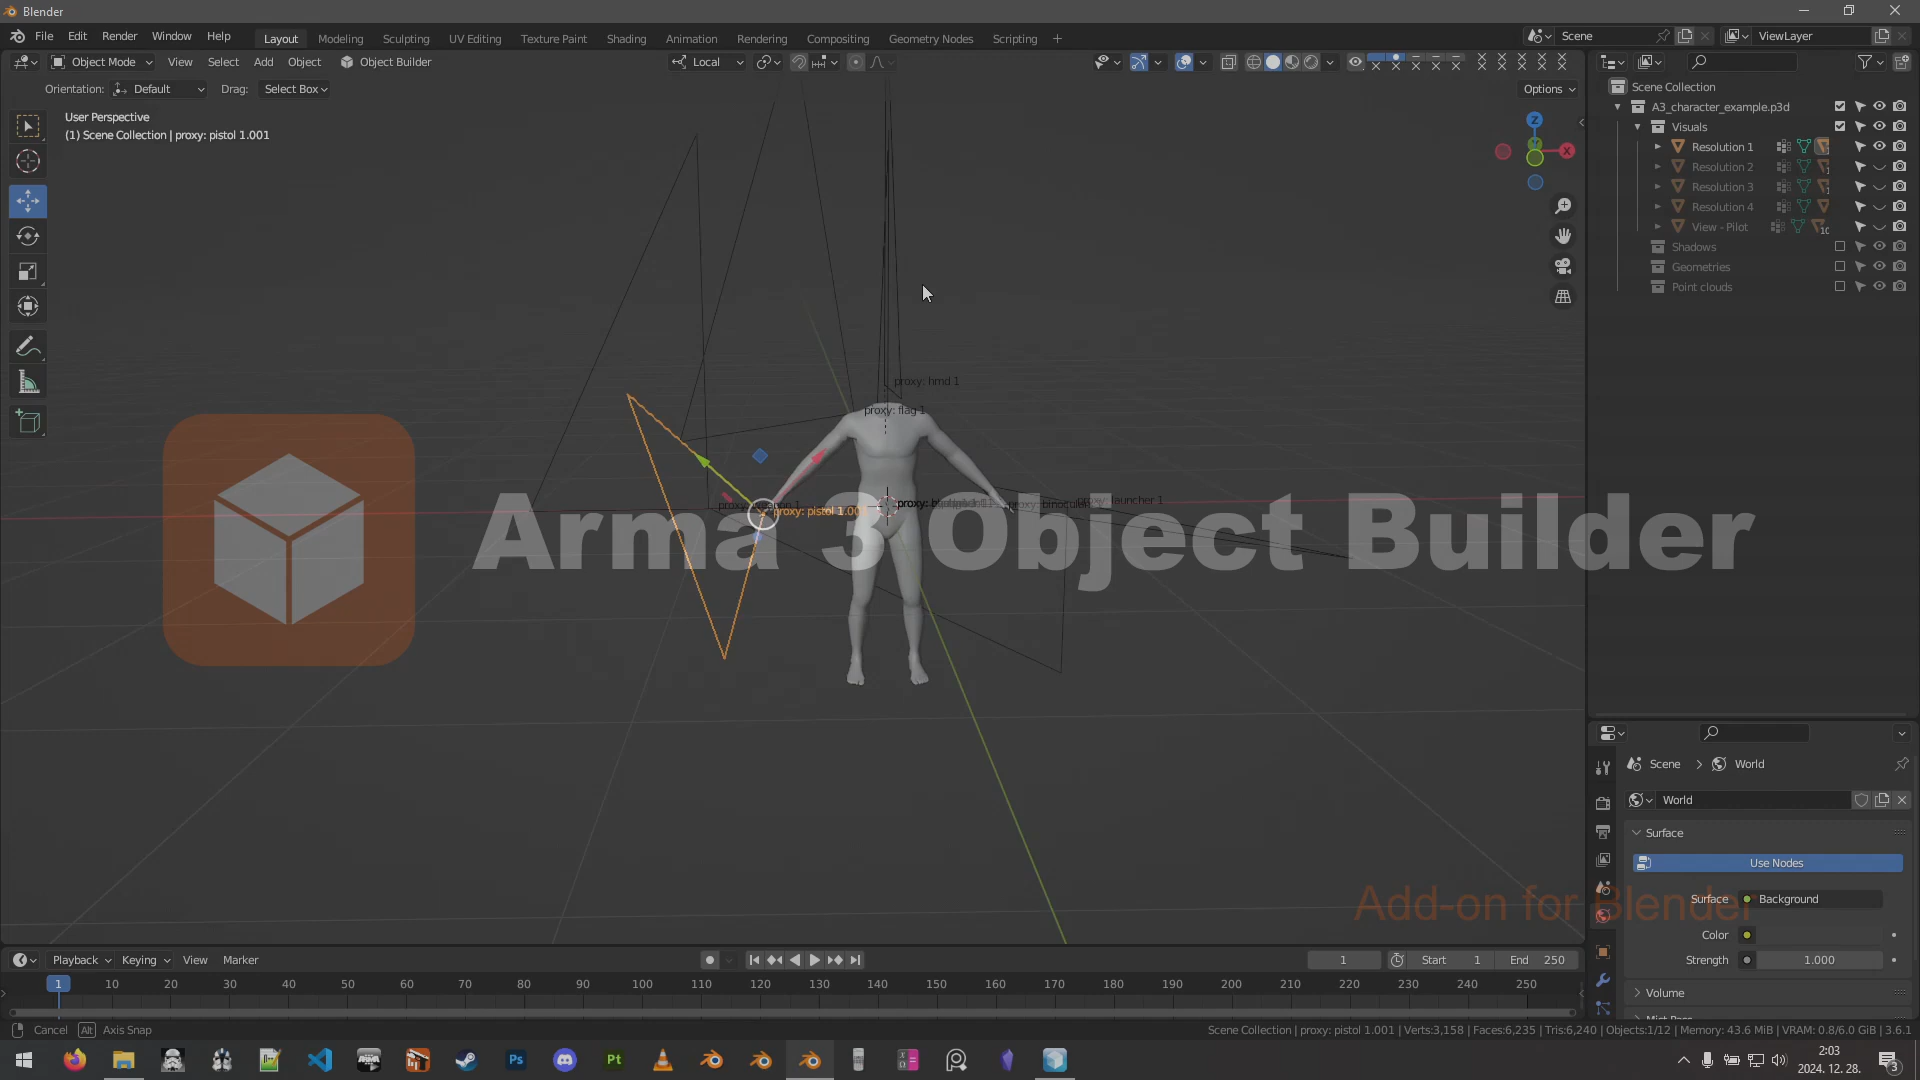 Blender
File Edit Render Window Help Layout Modeling Sculpting UV Editing Texture Paint Shading Animation Rendering Compositing Geometry Nodes Scripting + Scene ViewLayer
Object Mode View Select Add Object Object Builder Local
Orientation: Default Drag: Select Box Options
User Perspective
(1) Scene Collection | proxy: pistol 1.001
Z
X
Scene Collection
A3_character_example.p3d
Visuals
Resolution 1
Resolution 2
Resolution 3
Resolution 4
View - Pilot
Shadows
Geometries
Point clouds
proxy: hmd 1
proxy: flag 1
proxy: launcher 1
proxy: pistol 1.001
Arma 3 Object Builder
Add-on for Blender
Scene > World
World
Surface
Use Nodes
Surface Background
Color
Strength 1.000
Volume
Playback Keying View Marker 1 Start 1 End 250
1 10 20 30 40 50 60 70 80 90 100 110 120 130 140 150 160 170 180 190 200 210 220 230 240 250
Cancel Alt Axis Snap
Scene Collection | proxy: pistol 1.001 | Verts:3,158 | Faces:6,235 | Tris:6,240 | Objects:1/12 | Memory: 43.6 MiB | VRAM: 0.8/6.0 GiB | 3.6.1
Ps
Pt
2:03
2024. 12. 28.
3